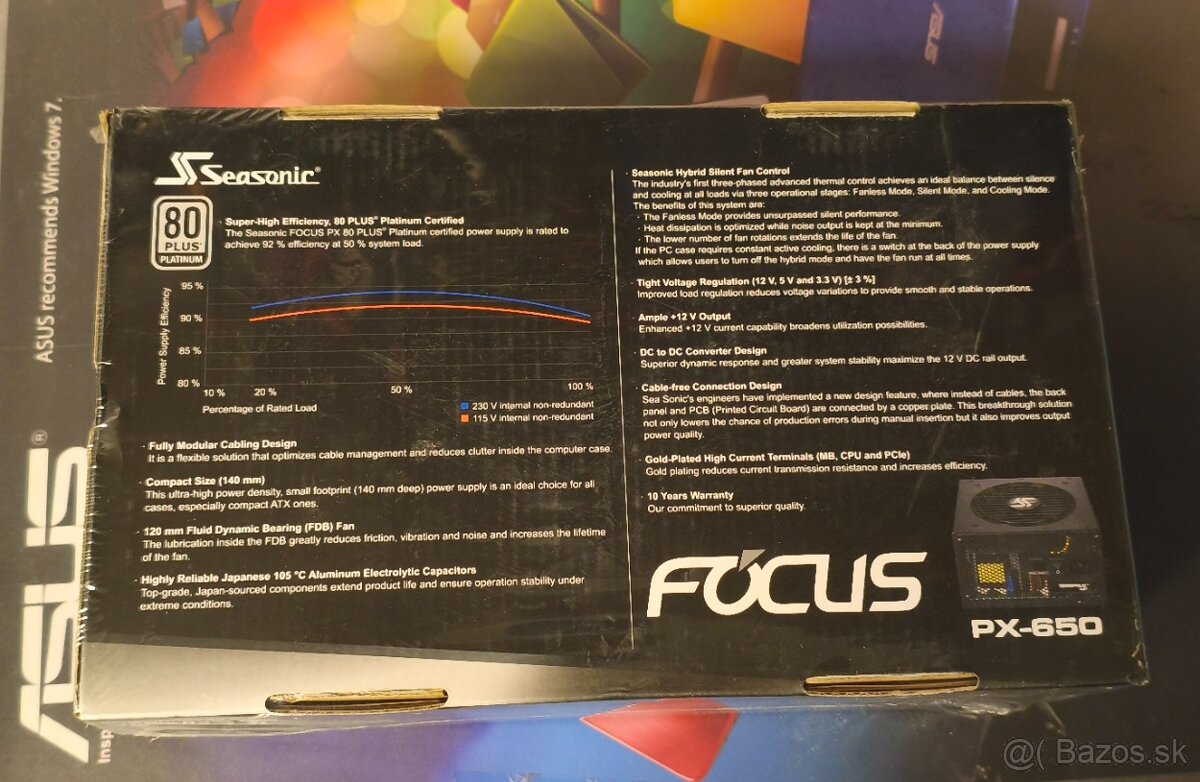 ASUS recommends Windows 7.
ASUS®
Insp
ASUS
Seasonic®
80
PLUS®
PLATINUM
· Super-High Efficiency, 80 PLUS® Platinum Certified
The Seasonic FOCUS PX 80 PLUS® Platinum certified power supply is rated to
achieve 92 % efficiency at 50 % system load.
Power Supply Efficiency
95 %
90 %
85 %
80 %
10 %
20 %
50 %
100 %
Percentage of Rated Load
230 V internal non-redundant
115 V internal non-redundant
· Fully Modular Cabling Design
It is a flexible solution that optimizes cable management and reduces clutter inside the computer case.
· Compact Size (140 mm)
This ultra-high power density, small footprint (140 mm deep) power supply is an ideal choice for all
cases, especially compact ATX ones.
· 120 mm Fluid Dynamic Bearing (FDB) Fan
The lubrication inside the FDB greatly reduces friction, vibration and noise and increases the lifetime
of the fan.
· Highly Reliable Japanese 105 °C Aluminum Electrolytic Capacitors
Top-grade, Japan-sourced components extend product life and ensure operation stability under
extreme conditions.
· Seasonic Hybrid Silent Fan Control
The industry's first three-phased advanced thermal control achieves an ideal balance between silence
and cooling at all loads via three operational stages: Fanless Mode, Silent Mode, and Cooling Mode.
The benefits of this system are:
· The Fanless Mode provides unsurpassed silent performance.
· Heat dissipation is optimized while noise output is kept at the minimum.
· The lower number of fan rotations extends the life of the fan.
If the PC case requires constant active cooling, there is a switch at the back of the power supply
which allows users to turn off the hybrid mode and have the fan run at all times.
· Tight Voltage Regulation (12 V, 5 V and 3.3 V) [± 3 %]
Improved load regulation reduces voltage variations to provide smooth and stable operations.
· Ample +12 V Output
Enhanced +12 V current capability broadens utilization possibilities.
· DC to DC Converter Design
Superior dynamic response and greater system stability maximize the 12 V DC rail output.
· Cable-free Connection Design
Sea Sonic's engineers have implemented a new design feature, where instead of cables, the back
panel and PCB (Printed Circuit Board) are connected by a copper plate. This breakthrough solution
not only lowers the chance of production errors during manual insertion but it also improves output
power quality.
· Gold-Plated High Current Terminals (MB, CPU and PCIe)
Gold plating reduces current transmission resistance and increases efficiency.
· 10 Years Warranty
Our commitment to superior quality.
FOCUS
PX-650
@( Bazos.sk